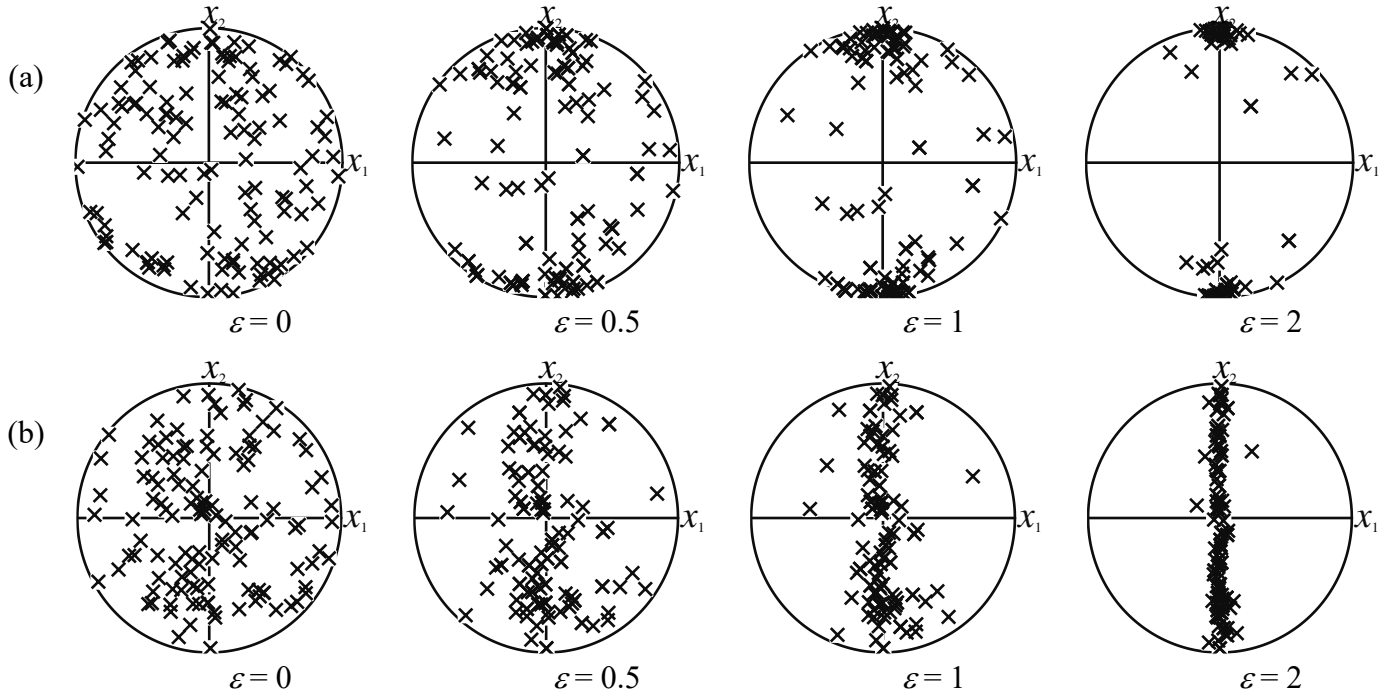 x₂ x₂ x₂ x₂
(a)
x₁ x₁ x₁ x₁
ε = 0 ε = 0.5 ε = 1 ε = 2
x₂ x₂ x₂ x₂
(b)
x₁ x₁ x₁ x₁
ε = 0 ε = 0.5 ε = 1 ε = 2